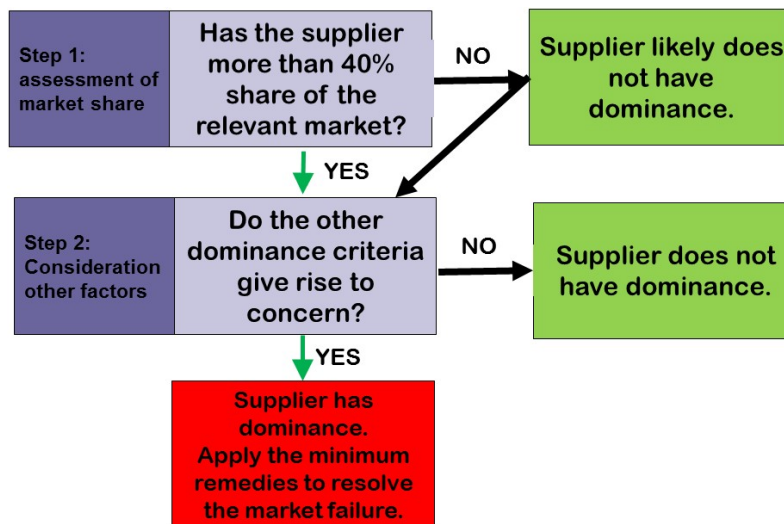 Step 1:
assessment of
market share
Has the supplier
more than 40%
share of the
relevant market?
NO
Supplier likely does
not have
dominance.
YES
Step 2:
Consideration
other factors
Do the other
dominance criteria
give rise to
concern?
NO
Supplier does not
have dominance.
YES
Supplier has
dominance.
Apply the minimum
remedies to resolve
the market failure.